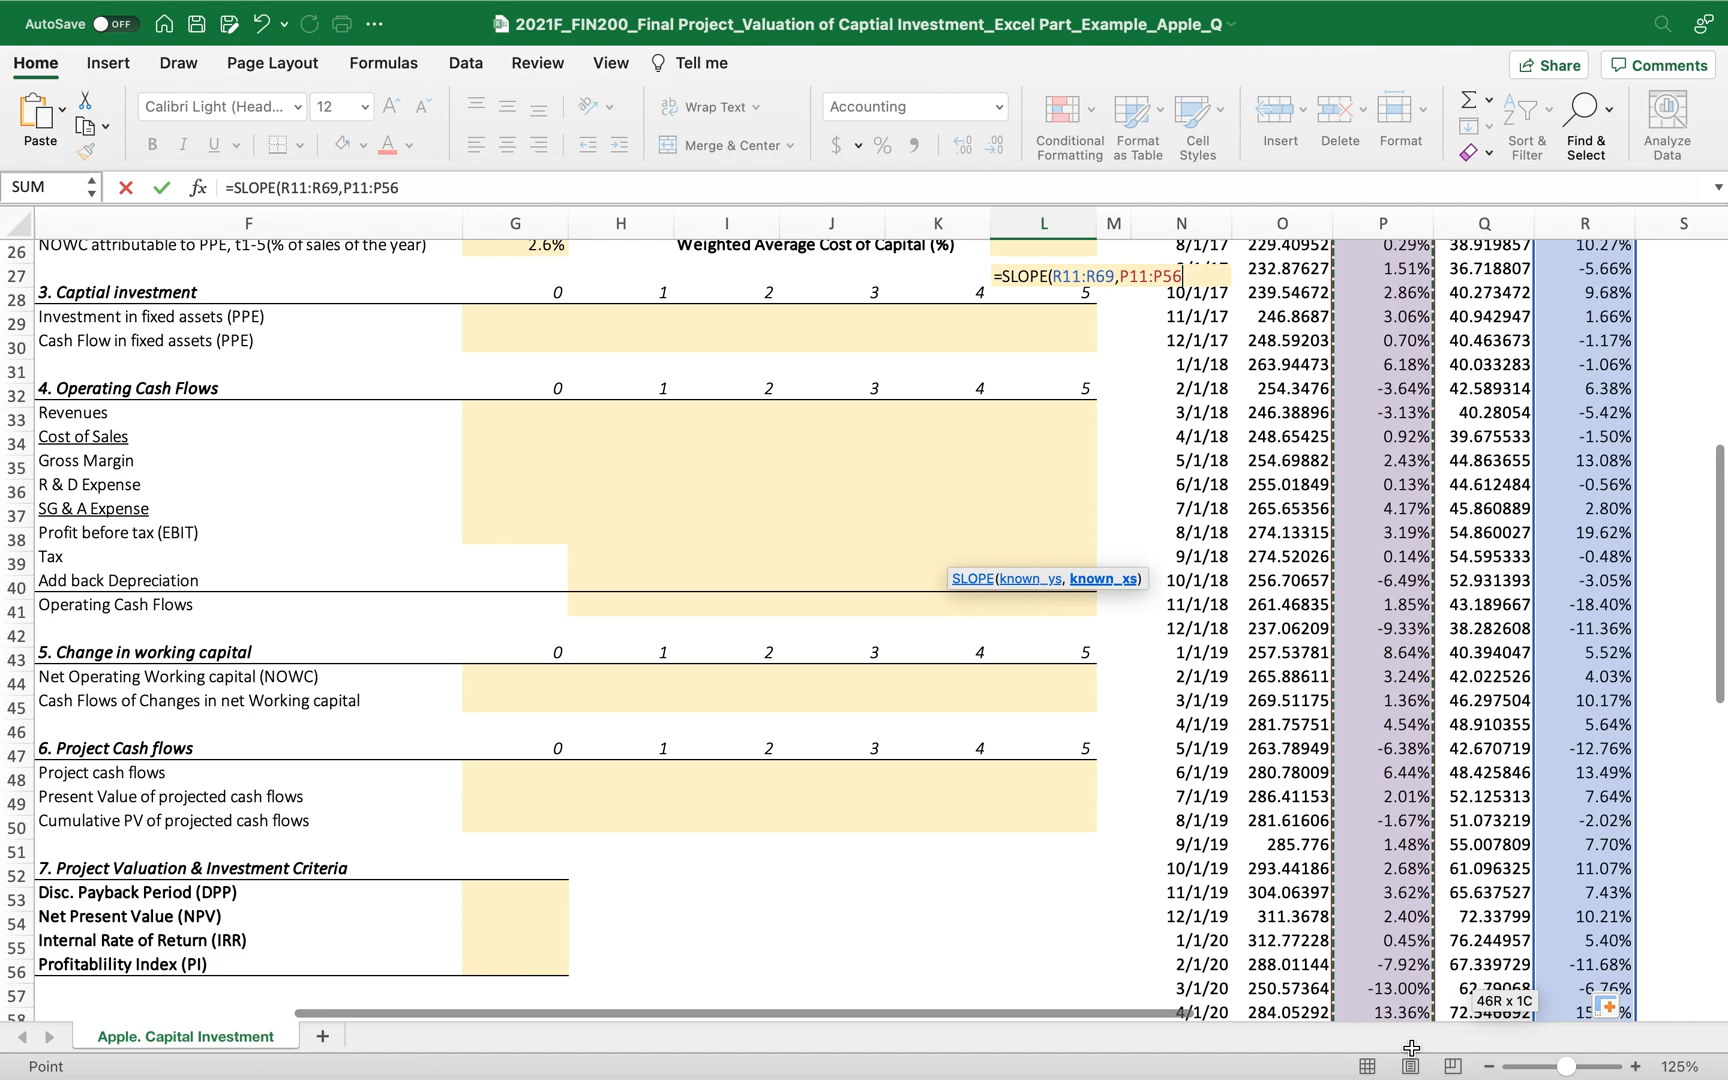 AutoSave OFF 2021F_FIN200_Final Project_Valuation of Captial Investment_Excel Part_Example_Apple_Q
Home Insert Draw Page Layout Formulas Data Review View Tell me Share Comments
Paste Calibri Light (Head... 12 B I U A Wrap Text Merge & Center Accounting $ % Conditional Formatting Format as Table Cell Styles Insert Delete Format Sort & Filter Find & Select Analyze Data
SUM fx =SLOPE(R11:R69,P11:P56
F G H I J K L M N O P Q R S
26 NOWC attributable to PPE, t1-5(% of sales of the year) 2.6% Weighted Average Cost of Capital (%) 8/1/17 229.40952 0.29% 38.919857 10.27%
27 =SLOPE(R11:R69,P11:P56 232.87627 1.51% 36.718807 -5.66%
28 3. Captial investment 0 1 2 3 4 5 10/1/17 239.54672 2.86% 40.273472 9.68%
29 Investment in fixed assets (PPE) 11/1/17 246.8687 3.06% 40.942947 1.66%
30 Cash Flow in fixed assets (PPE) 12/1/17 248.59203 0.70% 40.463673 -1.17%
31 1/1/18 263.94473 6.18% 40.033283 -1.06%
32 4. Operating Cash Flows 0 1 2 3 4 5 2/1/18 254.3476 -3.64% 42.589314 6.38%
33 Revenues 3/1/18 246.38896 -3.13% 40.28054 -5.42%
34 Cost of Sales 4/1/18 248.65425 0.92% 39.675533 -1.50%
35 Gross Margin 5/1/18 254.69882 2.43% 44.863655 13.08%
36 R & D Expense 6/1/18 255.01849 0.13% 44.612484 -0.56%
37 SG & A Expense 7/1/18 265.65356 4.17% 45.860889 2.80%
38 Profit before tax (EBIT) 8/1/18 274.13315 3.19% 54.860027 19.62%
39 Tax 9/1/18 274.52026 0.14% 54.595333 -0.48%
40 Add back Depreciation SLOPE(known_ys, known_xs) 10/1/18 256.70657 -6.49% 52.931393 -3.05%
41 Operating Cash Flows 11/1/18 261.46835 1.85% 43.189667 -18.40%
42 12/1/18 237.06209 -9.33% 38.282608 -11.36%
43 5. Change in working capital 0 1 2 3 4 5 1/1/19 257.53781 8.64% 40.394047 5.52%
44 Net Operating Working capital (NOWC) 2/1/19 265.88611 3.24% 42.022526 4.03%
45 Cash Flows of Changes in net Working capital 3/1/19 269.51175 1.36% 46.297504 10.17%
46 4/1/19 281.75751 4.54% 48.910355 5.64%
47 6. Project Cash flows 0 1 2 3 4 5 5/1/19 263.78949 -6.38% 42.670719 -12.76%
48 Project cash flows 6/1/19 280.78009 6.44% 48.425846 13.49%
49 Present Value of projected cash flows 7/1/19 286.41153 2.01% 52.125313 7.64%
50 Cumulative PV of projected cash flows 8/1/19 281.61606 -1.67% 51.073219 -2.02%
51 9/1/19 285.776 1.48% 55.007809 7.70%
52 7. Project Valuation & Investment Criteria 10/1/19 293.44186 2.68% 61.096325 11.07%
53 Disc. Payback Period (DPP) 11/1/19 304.06397 3.62% 65.637527 7.43%
54 Net Present Value (NPV) 12/1/19 311.3678 2.40% 72.33799 10.21%
55 Internal Rate of Return (IRR) 1/1/20 312.77228 0.45% 76.244957 5.40%
56 Profitablility Index (PI) 2/1/20 288.01144 -7.92% 67.339729 -11.68%
57 3/1/20 250.57364 -13.00% -6.76%
46R x 1C
58 4/1/20 284.05292 13.36%
Apple. Capital Investment
Point 125%